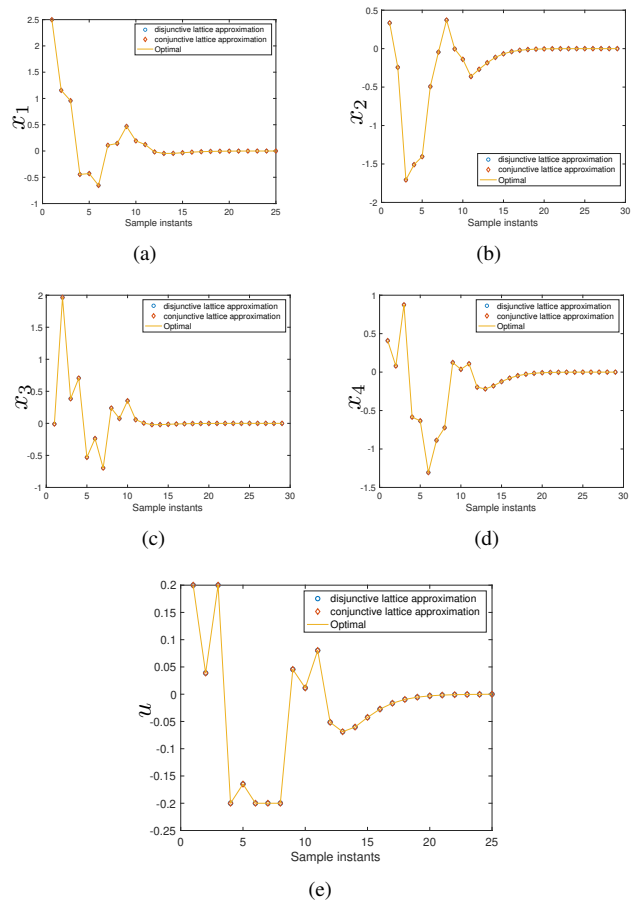 2.5
2
1.5
1
0.5
0
-0.5
-1
x1
0 5 10 15 20 25
Sample instants
disjunctive lattice approximation
conjunctive lattice approximation
Optimal
(a)
0.5
0
-0.5
-1
-1.5
-2
x2
0 5 10 15 20 25 30
Sample instants
disjunctive lattice approximation
conjunctive lattice approximation
Optimal
(b)
2
1.5
1
0.5
0
-0.5
-1
x3
0 5 10 15 20 25 30
Sample instants
disjunctive lattice approximation
conjunctive lattice approximation
Optimal
(c)
1
0.5
0
-0.5
-1
-1.5
x4
0 5 10 15 20 25 30
Sample instants
disjunctive lattice approximation
conjunctive lattice approximation
Optimal
(d)
0.2
0.15
0.1
0.05
0
-0.05
-0.1
-0.15
-0.2
-0.25
u
0 5 10 15 20 25
Sample instants
disjunctive lattice approximation
conjunctive lattice approximation
Optimal
(e)